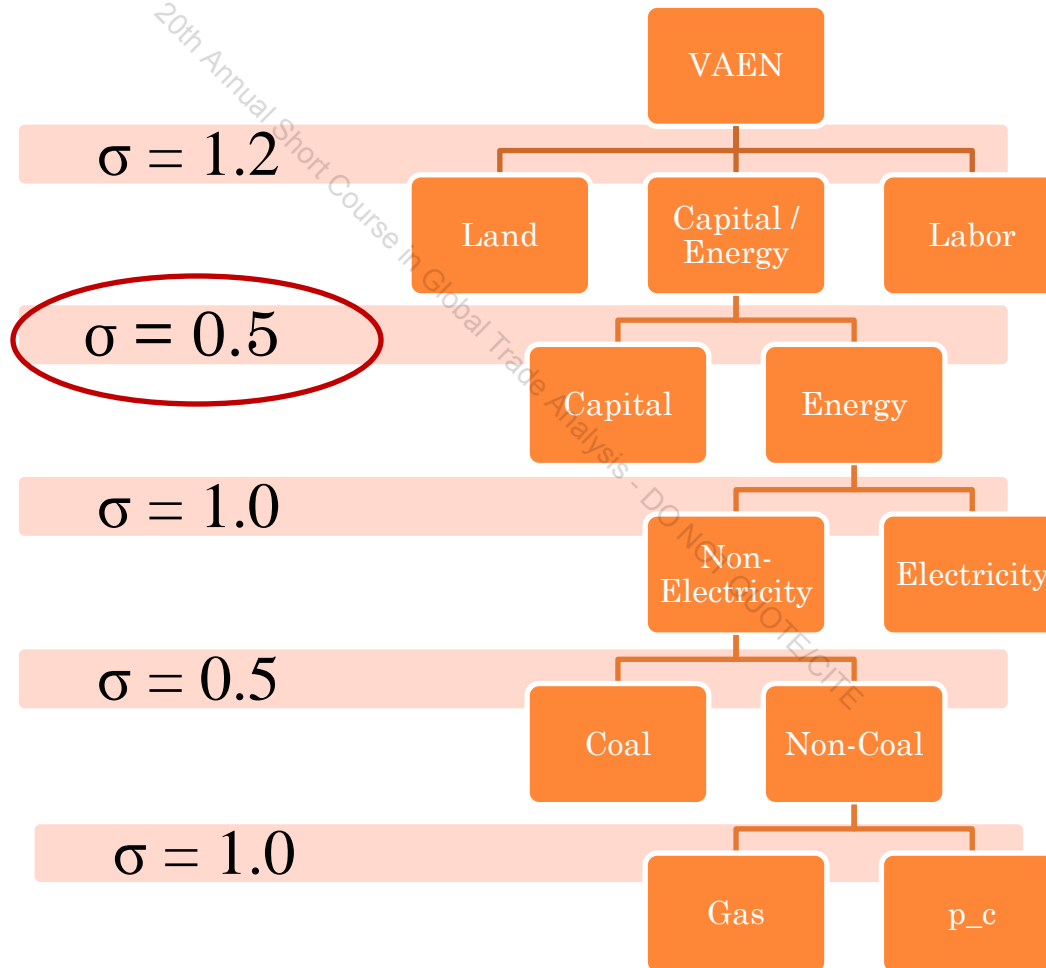 VAEN
σ = 1.2
Land
Capital /
Energy
Labor
σ = 0.5
Capital
Energy
σ = 1.0
Non-
Electricity
Electricity
σ = 0.5
Coal
Non-Coal
σ = 1.0
Gas
p_c
20th Annual Short Course in Global Trade Analysis - DO NOT QUOTE/CITE